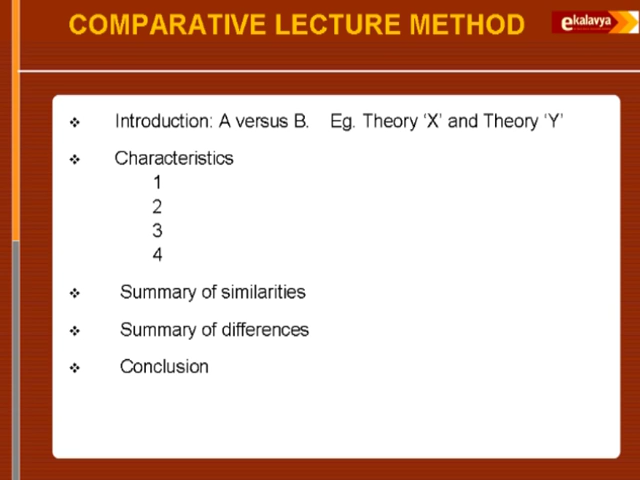 COMPARATIVE LECTURE METHOD
ekalavya
Introduction: A versus B. Eg. Theory ‘X’ and Theory ‘Y’
Characteristics
1
2
3
4
Summary of similarities
Summary of differences
Conclusion